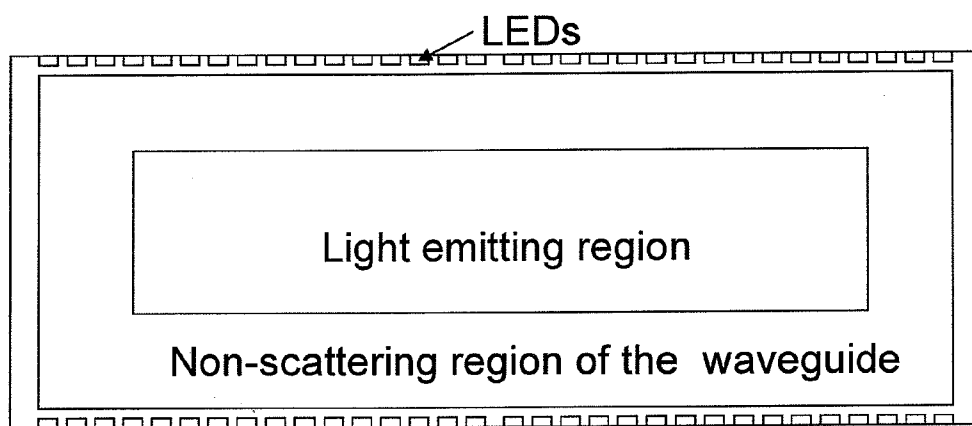 LEDs
Light emitting region
Non-scattering region of the waveguide